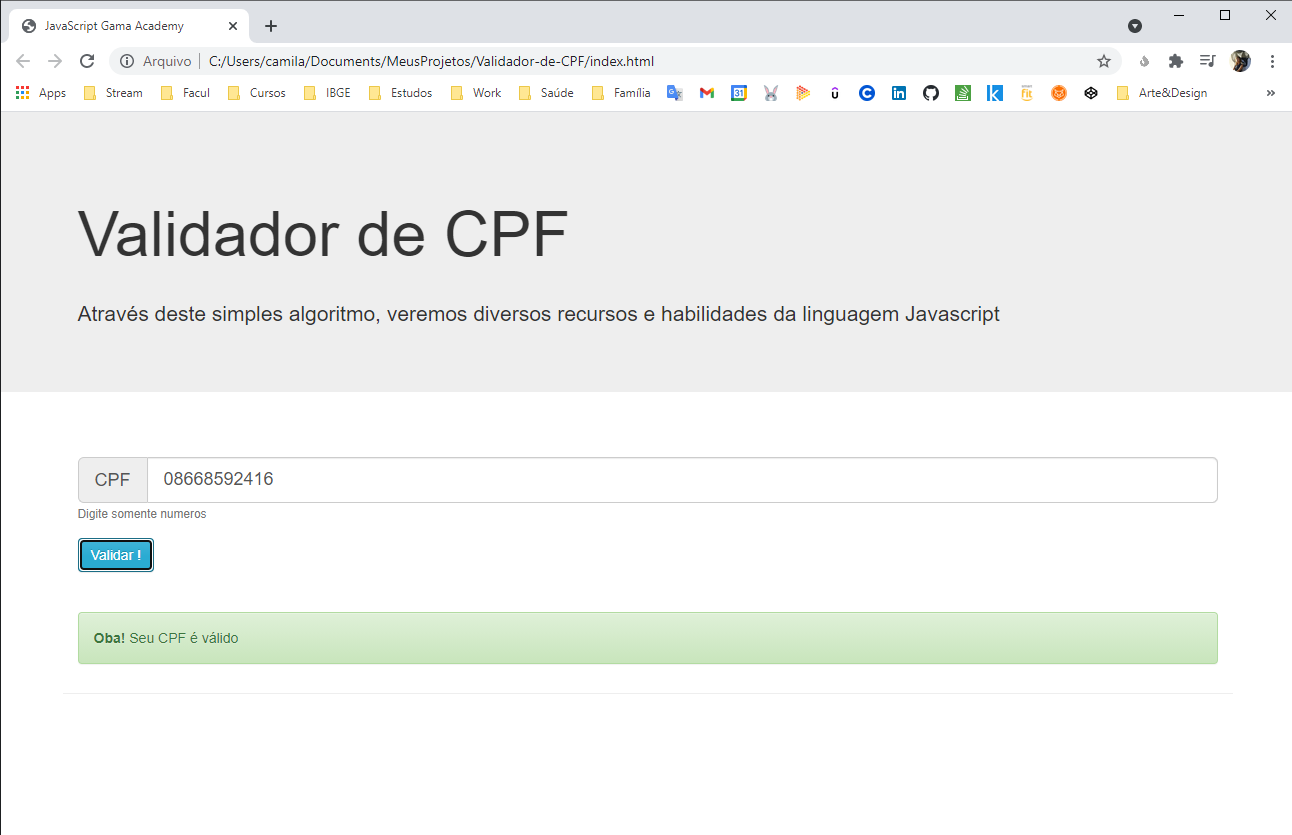 JavaScript Gama Academy
Arquivo C:/Users/camila/Documents/MeusProjetos/Validador-de-CPF/index.html
Apps Stream Facul Cursos IBGE Estudos Work Saúde Família 31 Arte&Design »
Validador de CPF
Através deste simples algoritmo, veremos diversos recursos e habilidades da linguagem Javascript
CPF 08668592416
Digite somente numeros
Validar !
Oba! Seu CPF é válido